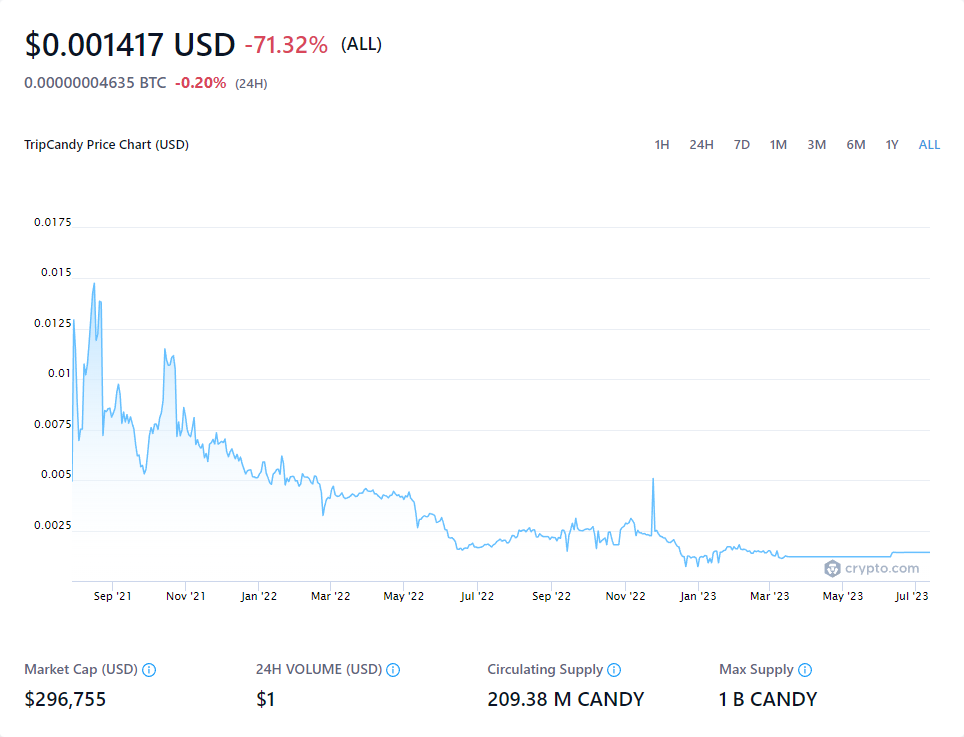 $0.001417 USD -71.32% (ALL)
0.00000004635 BTC -0.20% (24H)
TripCandy Price Chart (USD) 1H 24H 7D 1M 3M 6M 1Y ALL
0.0175
0.015
0.0125
0.01
0.0075
0.005
0.0025
crypto.com
Sep '21 Nov '21 Jan '22 Mar '22 May '22 Jul '22 Sep '22 Nov '22 Jan '23 Mar '23 May '23 Jul '23
Market Cap (USD) 24H VOLUME (USD) Circulating Supply Max Supply
$296,755 $1 209.38 M CANDY 1 B CANDY